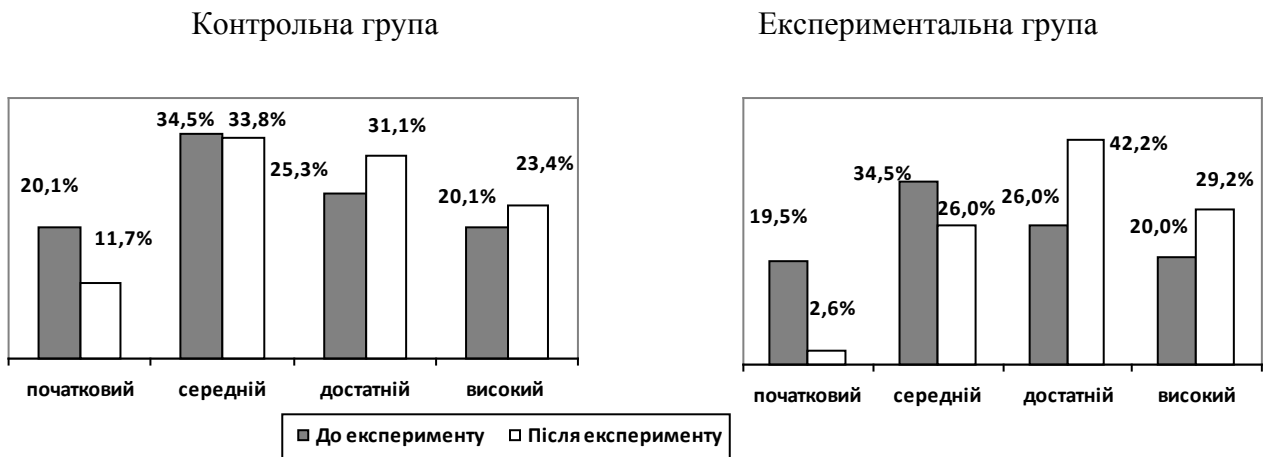 Контрольна група
Експериментальна група
20,1%
11,7%
34,5%
33,8%
25,3%
31,1%
20,1%
23,4%
початковий
середній
достатній
високий
19,5%
2,6%
34,5%
26,0%
26,0%
42,2%
20,0%
29,2%
початковий
середній
достатній
високий
До експерименту
Після експерименту